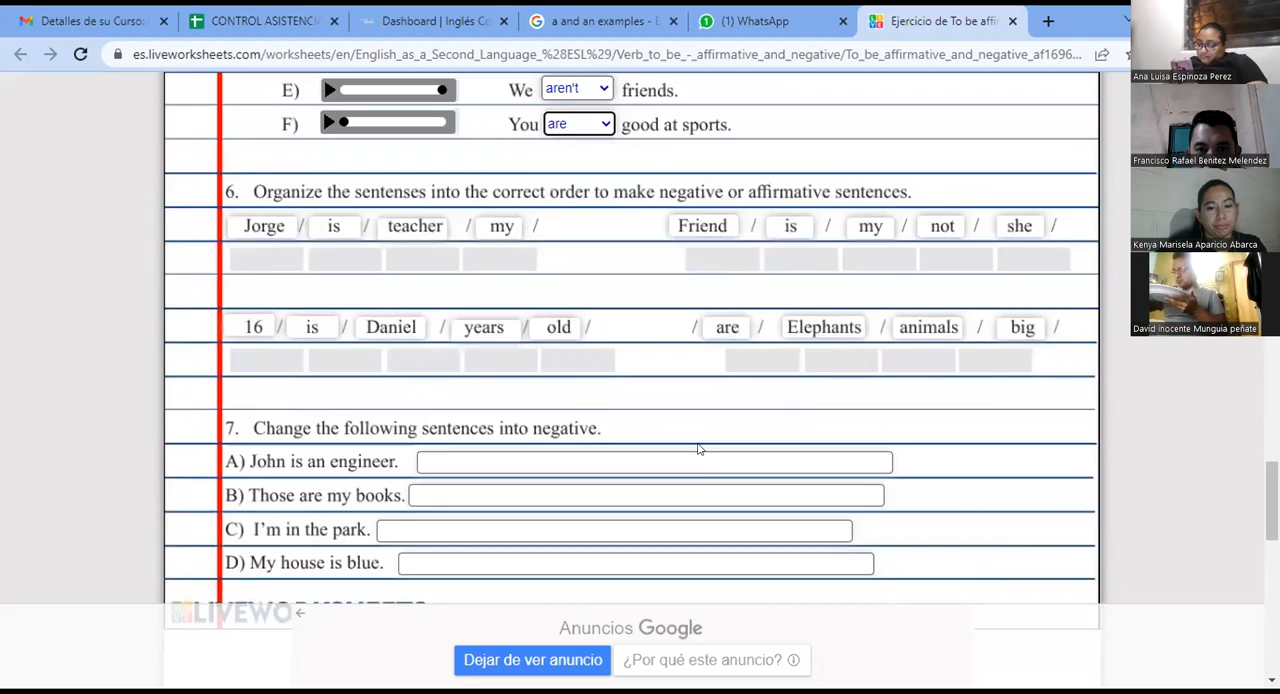 Detalles de su Curso:
CONTROL ASISTENCI
Dashboard | Inglés Co
a and an examples - B
(1) WhatsApp
Ejercicio de To be affi
es.liveworksheets.com/worksheets/en/English_as_a_Second_Language_%28ESL%29/Verb_to_be_-_affirmative_and_negative/To_be_affirmative_and_negative_af1696...
E) We aren't friends.
F) You are good at sports.
6. Organize the sentenses into the correct order to make negative or affirmative sentences.
Jorge / is / teacher / my / Friend / is / my / not / she /
16 / is / Daniel / years / old / / are / Elephants / animals / big /
7. Change the following sentences into negative.
A) John is an engineer.
B) Those are my books.
C) I'm in the park.
D) My house is blue.
Anuncios Google
Dejar de ver anuncio
¿Por qué este anuncio?
Ana Luisa Espinoza Perez
Francisco Rafael Benitez Melendez
Kenya Marisela Aparicio Abarca
David Inocente Munguia peñate